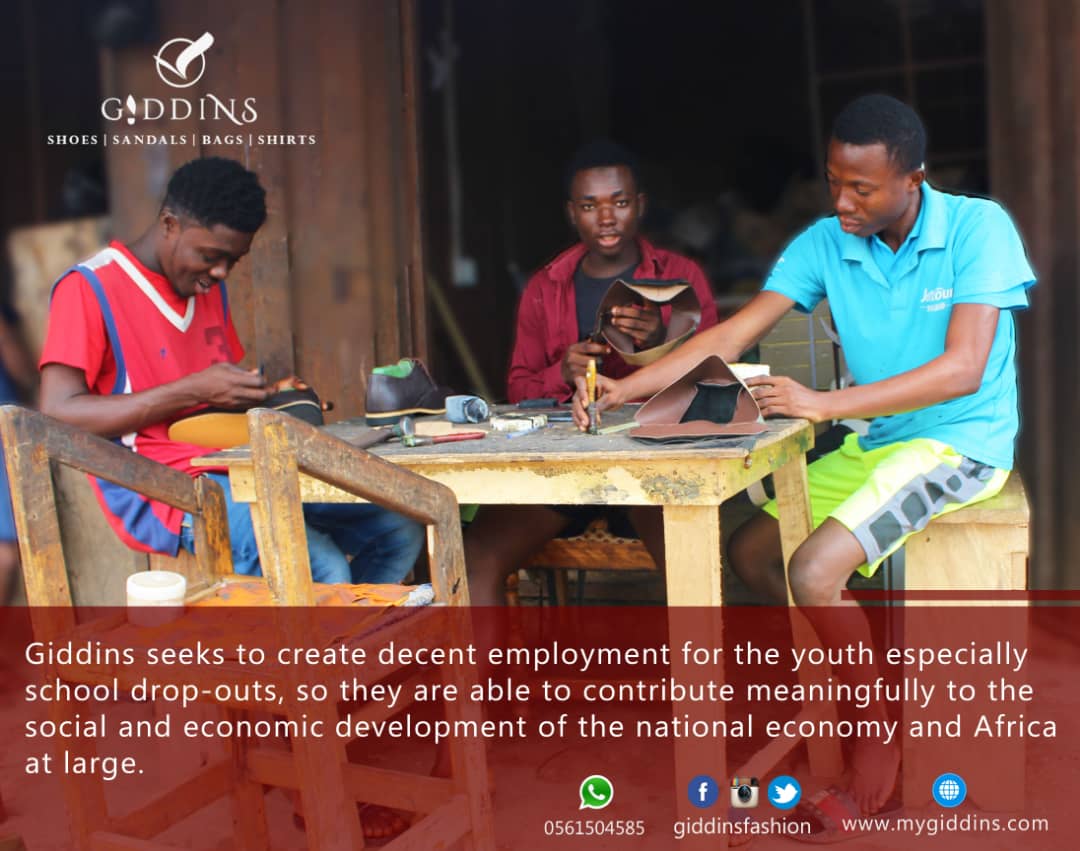 GIDDINS
SHOES | SANDALS | BAGS | SHIRTS
Giddins seeks to create decent employment for the youth especially
school drop-outs, so they are able to contribute meaningfully to the
social and economic development of the national economy and Africa
at large.
0561504585
giddinsfashion
www.mygiddins.com